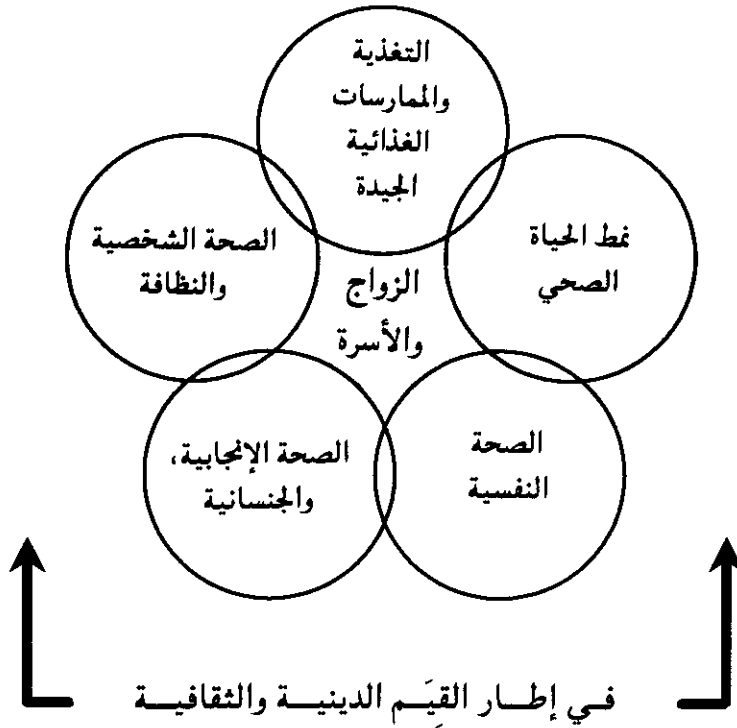 التغذية
والممارسات
الغذائية
الجيدة
نمط الحياة
الصحي
الصحة الشخصية
والنظافة
الزواج
والأسرة
الصحة
النفسية
الصحة الإنجابية،
والجنسانية
في إطار القيَم الدينية والثقافية